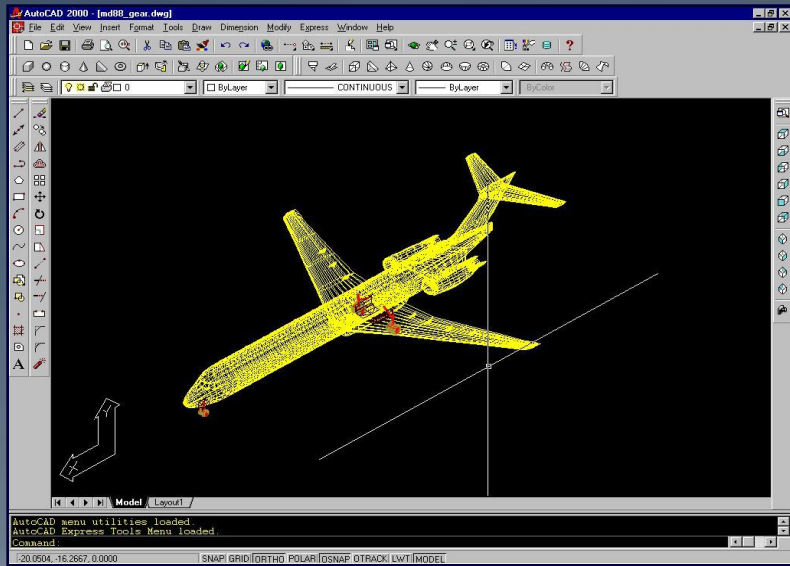 AutoCAD 2000 - [md88_gear.dwg]
File Edit View Insert Format Tools Draw Dimension Modify Express Window Help
0 ByLayer CONTINUOUS ByLayer ByColor
A
Y
X
Model Layout1
AutoCAD menu utilities loaded.
AutoCAD Express Tools Menu loaded.
Command:
-20.0504, -16.2667, 0.0000 SNAP GRID ORTHO POLAR OSNAP OTRACK LWT MODEL